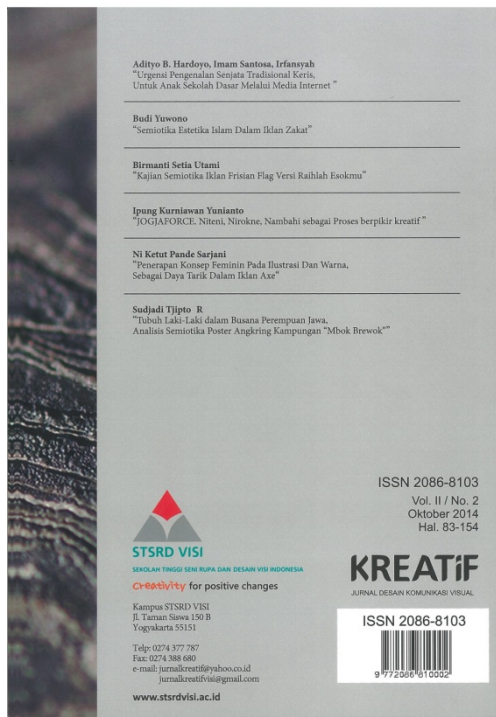 Adityo B. Hardoyo, Imam Santosa, Irfansyah
"Urgensi Pengenalan Senjata Tradisional Keris,
Untuk Anak Sekolah Dasar Melalui Media Internet "
Budi Yuwono
"Semiotika Estetika Islam Dalam Iklan Zakat"
Birmanti Setia Utami
"Kajian Semiotika Iklan Frisian Flag Versi Raihlah Esokmu"
Ipung Kurniawan Yunianto
"JOGJAFORCE. Niteni, Nirokne, Nambahi sebagai Proses berpikir kreatif "
Ni Ketut Pande Sarjani
"Penerapan Konsep Feminin Pada Ilustrasi Dan Warna,
Sebagai Daya Tarik Dalam Iklan Axe"
Sudjadi Tjipto R
"Tubuh Laki-Laki dalam Busana Perempuan Jawa,
Analisis Semiotika Poster Angkring Kampungan "Mbok Brewok""
STSRD VISI
SEKOLAH TINGGI SENI RUPA DAN DESAIN VISI INDONESIA
Creativity for positive changes
Kampus STSRD VISI
Jl. Taman Siswa 150 B
Yogyakarta 55151
Telp: 0274 377 787
Fax: 0274 388 680
e-mail: jurnalkreatif@yahoo.co.id
jurnalkreatifvisi@gmail.com
www.stsrdvisi.ac.id
ISSN 2086-8103
Vol. II / No. 2
Oktober 2014
Hal. 83-154
KREATiF
JURNAL DESAIN KOMUNIKASI VISUAL
ISSN 2086-8103
9 772086 810002